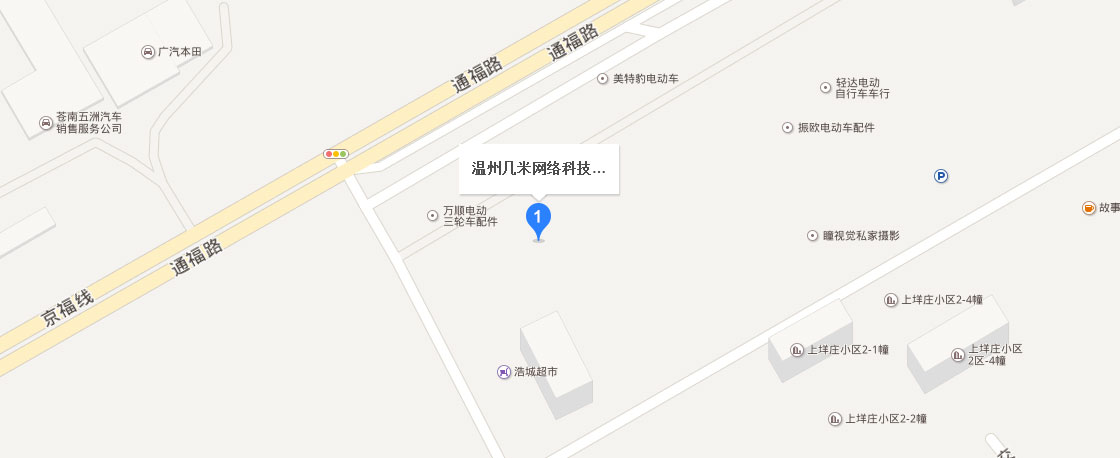 广汽本田
通福路
美特豹电动车
轻达电动
自行车车行
通福路
苍南五洲汽车
销售服务公司
振欧电动车配件
温州几米网络科技...
P
万顺电动
三轮车配件
1
故事
瞳视觉私家摄影
通福路
京福线
上垟庄小区2-4幢
上垟庄小区2-1幢
上垟庄小区
2区-4幢
浩城超市
上垟庄小区2-2幢